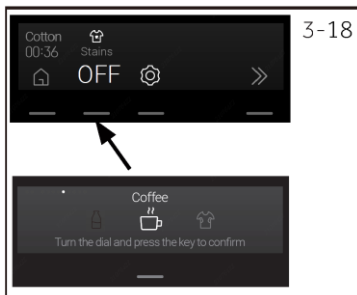 3-18
Cotton
00:36
Stains
OFF
Coffee
Turn the dial and press the key to confirm